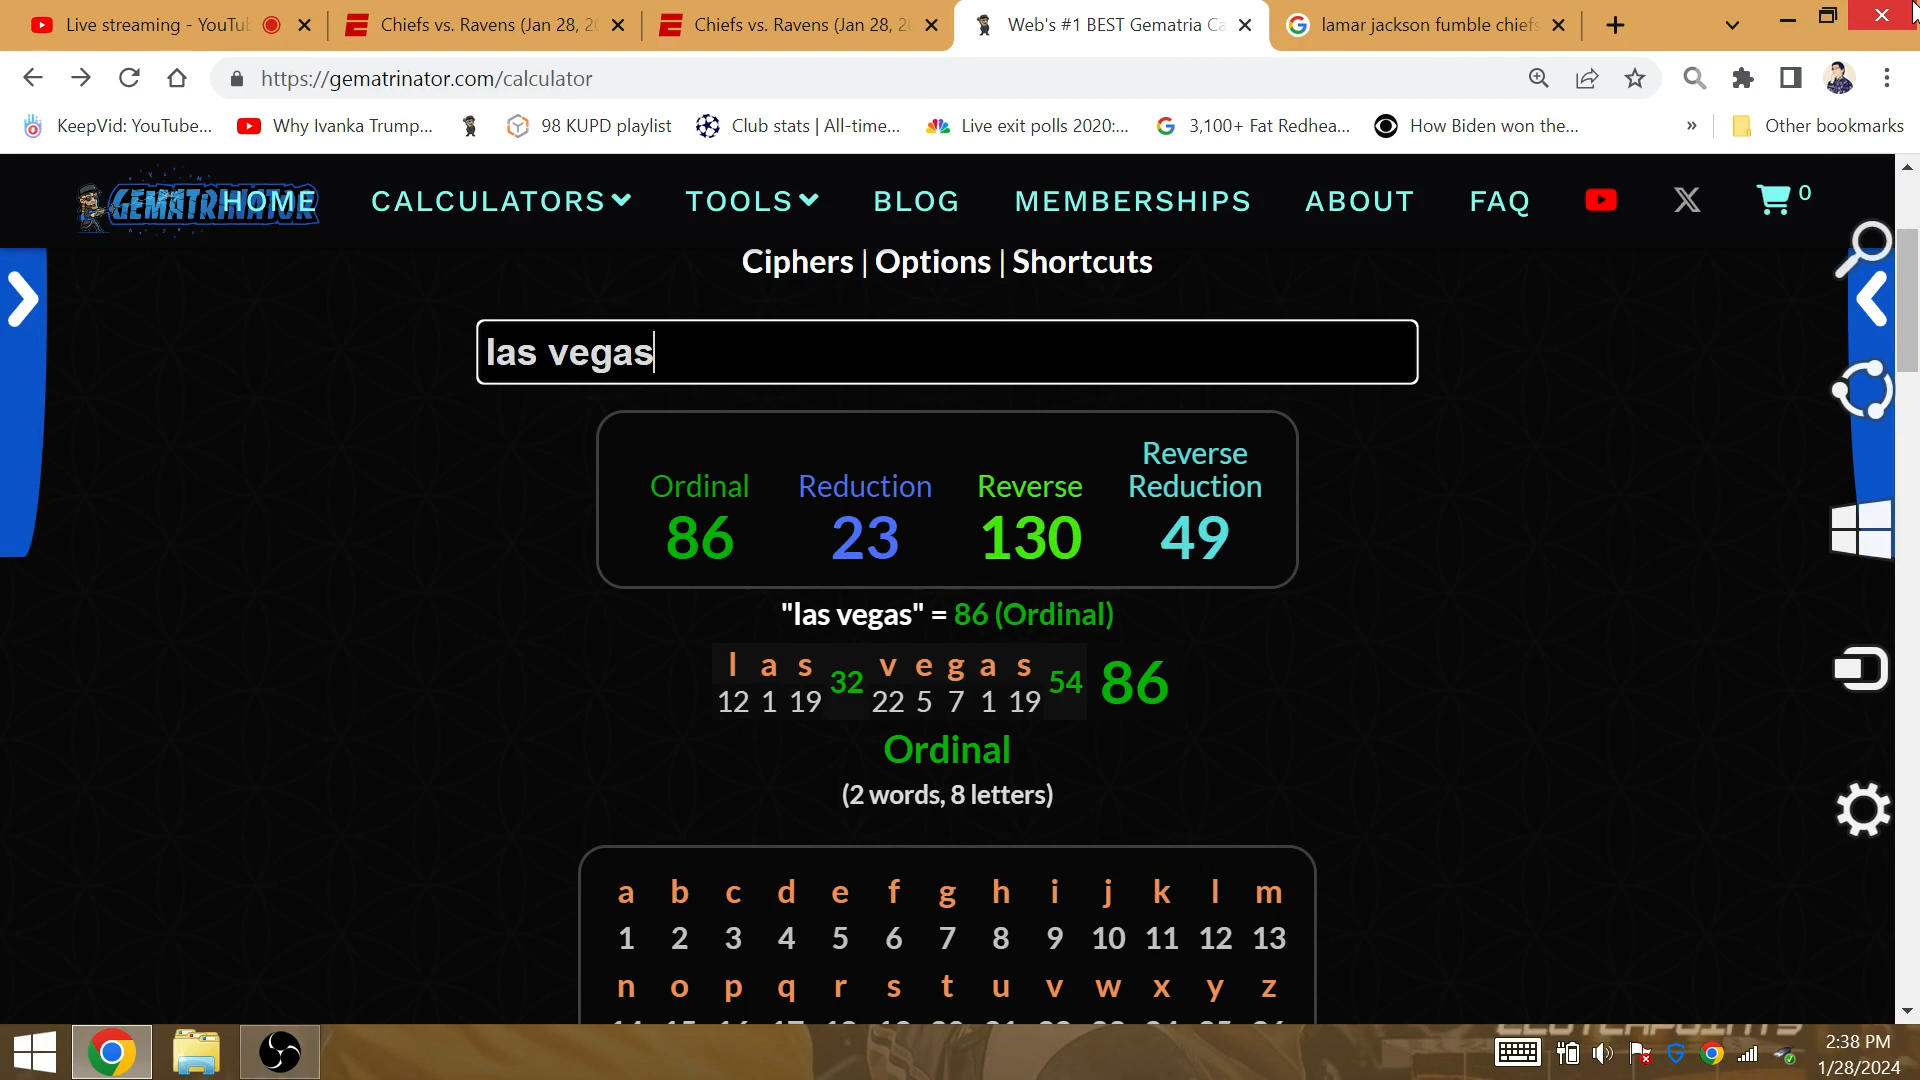 Live streaming - YouTu
Chiefs vs. Ravens (Jan 28, 2
Chiefs vs. Ravens (Jan 28, 2
Web's #1 BEST Gematria Ca
lamar jackson fumble chiefs
https://gematrinator.com/calculator
KeepVid: YouTube...
Why Ivanka Trump...
98 KUPD playlist
Club stats | All-time...
Live exit polls 2020:...
3,100+ Fat Redhea...
How Biden won the...
»
Other bookmarks
GEMATRINATOR
HOME
CALCULATORS
TOOLS
BLOG
MEMBERSHIPS
ABOUT
FAQ
0
Ciphers | Options | Shortcuts
las vegas
Ordinal Reduction Reverse Reverse Reduction
86 23 130 49
"las vegas" = 86 (Ordinal)
l a s 32 v e g a s 54 86
12 1 19 22 5 7 1 19
Ordinal
(2 words, 8 letters)
a b c d e f g h i j k l m
1 2 3 4 5 6 7 8 9 10 11 12 13
n o p q r s t u v w x y z
CLUTCHPOINTS
2:38 PM
1/28/2024